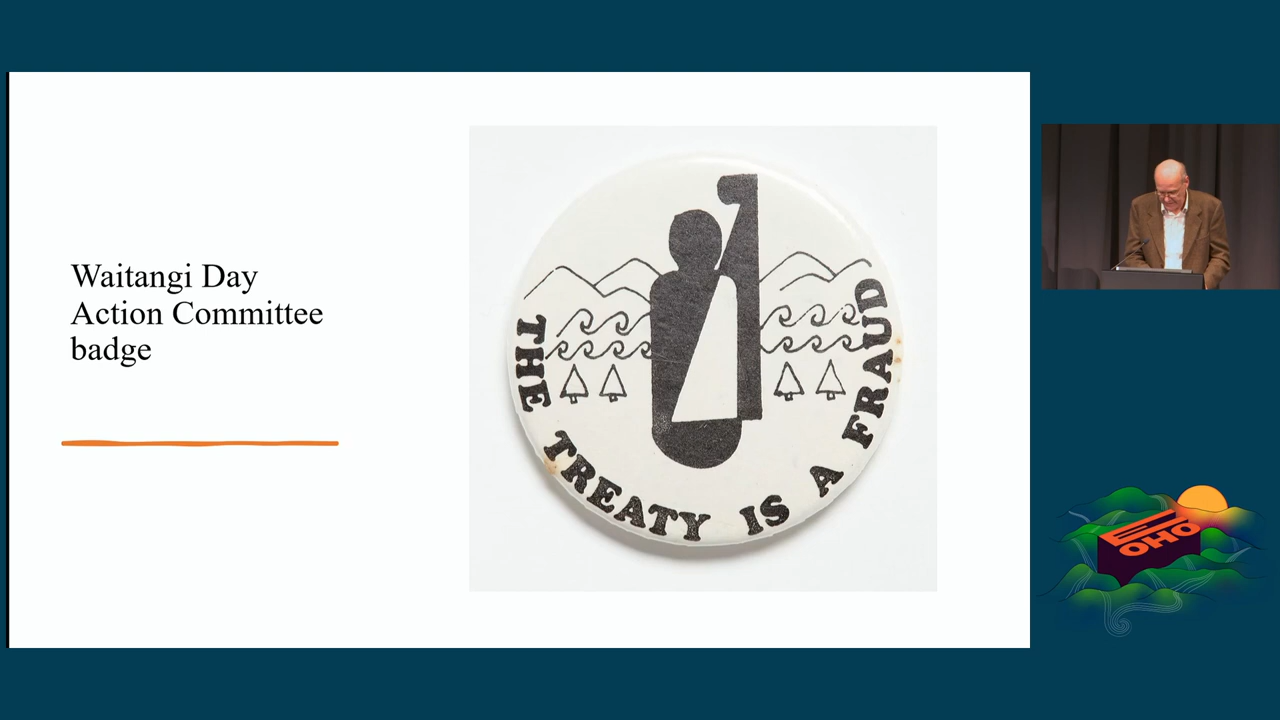 Waitangi Day
Action Committee
badge
THE TREATY IS A FRAUD
E OHO